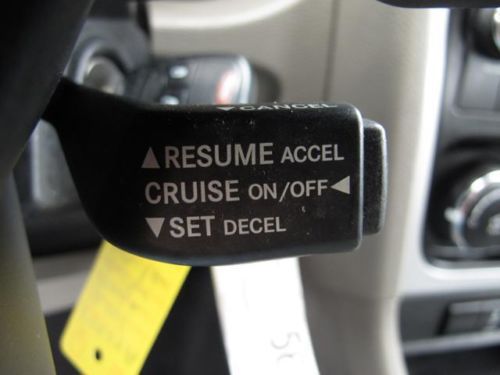 ▼CANCEL
▲RESUME ACCEL
CRUISE ON/OFF◄
▼SET DECEL